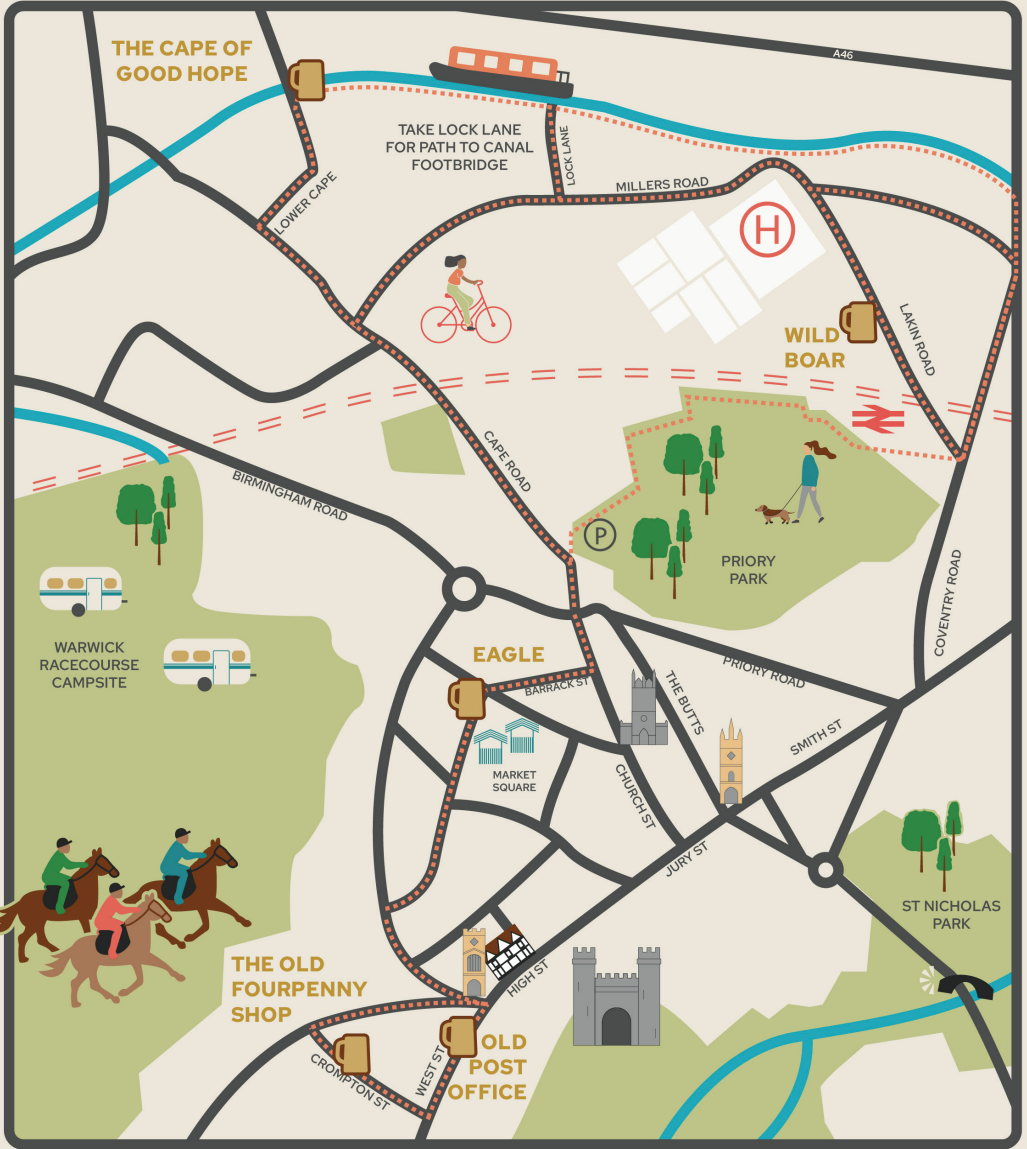 A46
THE CAPE OF
GOOD HOPE
TAKE LOCK LANE
FOR PATH TO CANAL
FOOTBRIDGE
LOCK LANE
MILLERS ROAD
LOWER CAPE
H
WILD
BOAR
LAKIN ROAD
CAPE ROAD
BIRMINGHAM ROAD
P
PRIORY
PARK
COVENTRY ROAD
WARWICK
RACECOURSE
CAMPSITE
EAGLE
BARRACK ST
PRIORY ROAD
THE BUTTS
SMITH ST
MARKET
SQUARE
CHURCH ST
JURY ST
ST NICHOLAS
PARK
THE OLD
FOURPENNY
SHOP
HIGH ST
OLD
POST
OFFICE
WEST ST
CROMPTON ST